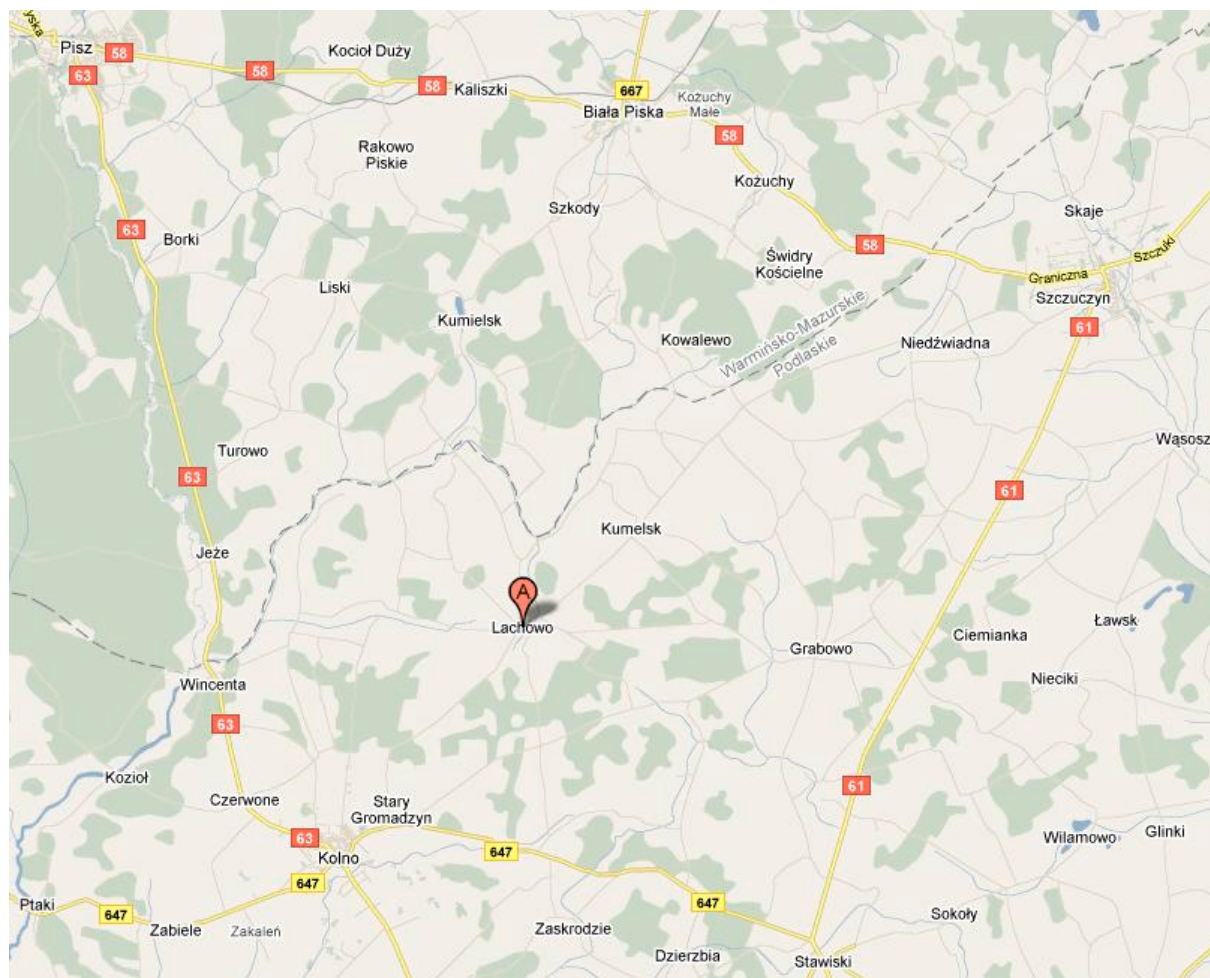 yska
Pisz
58
63
58
Kocioł Duży
58
Kaliszki
667
Biała Piska
Kożuchy
Małe
58
Rakowo
Piskie
Kożuchy
Szkody
Skaje
63
Borki
58
Świdry
Kościelne
Graniczna
Szczuki
Szczuczyn
Liski
Kumielsk
61
Kowalewo
Warmińsko-Mazurskie
Podlaskie
Niedźwiadna
Turowo
Wąsosz
63
61
Kumelsk
Jeże
A
Lachowo
Ławsk
Ciemianka
Grabowo
Nieciki
Wincenta
63
Kozioł
61
Czerwone
Stary
Gromadzyn
63
Kolno
647
Wilamowo
Glinki
647
647
Ptaki
647
Zabiele
Zakaleń
Zaskrodzie
Sokoły
Dzierzbia
Stawiski